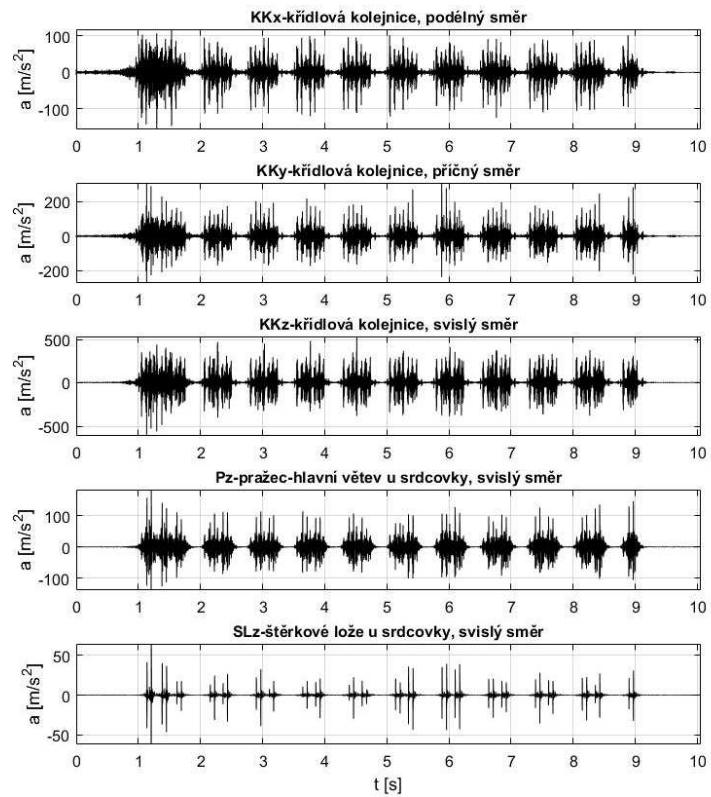 KKx-křídlová kolejnice, podélný směr
a [m/s²]
100
0
-100
0 1 2 3 4 5 6 7 8 9 10
KKy-křídlová kolejnice, příčný směr
a [m/s²]
200
0
-200
0 1 2 3 4 5 6 7 8 9 10
KKz-křídlová kolejnice, svislý směr
a [m/s²]
500
0
-500
0 1 2 3 4 5 6 7 8 9 10
Pz-pražec-hlavní větev u srdcovky, svislý směr
a [m/s²]
100
0
-100
0 1 2 3 4 5 6 7 8 9 10
SLz-štěrkové lože u srdcovky, svislý směr
a [m/s²]
50
0
-50
0 1 2 3 4 5 6 7 8 9 10
t [s]